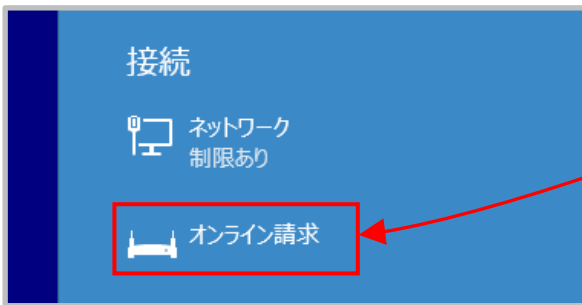 接続
ネットワーク
制限あり
オンライン請求